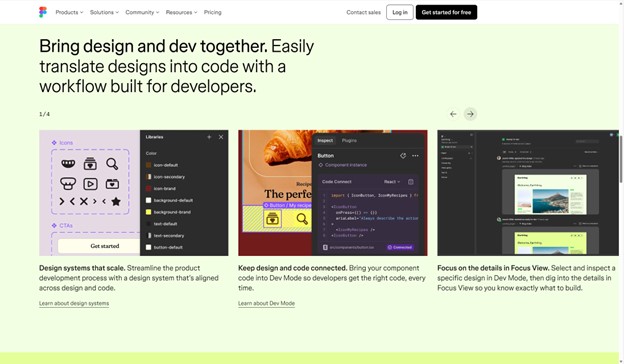 Products
Solutions
Community
Resources
Pricing
Contact sales
Log in
Get started for free
Bring design and dev together. Easily
translate designs into code with a
workflow built for developers.
1/4
Icons
CTAs
Get started
Libraries
Color
icon-default
icon-secondary
icon-brand
background-default
background-brand
text-default
text-secondary
button-default
The perfe
Button / My recipe
Inspect
Plugins
Button
Component Instance
Code Connect
React
import { IconButton, IconMyRecipes } f
<IconButton
onPress={() => {}}
ariaLabel="Always describe the action
>
<IconMyRecipes />
Connected
Design systems that scale. Streamline the product
development process with a design system that's aligned
across design and code.
Learn about design systems
Keep design and code connected. Bring your component
code into Dev Mode so developers get the right code, every
time.
Learn about Dev Mode
Focus on the details in Focus View. Select and inspect a
specific design in Dev Mode, then dig into the details in
Focus View so you know exactly what to build.